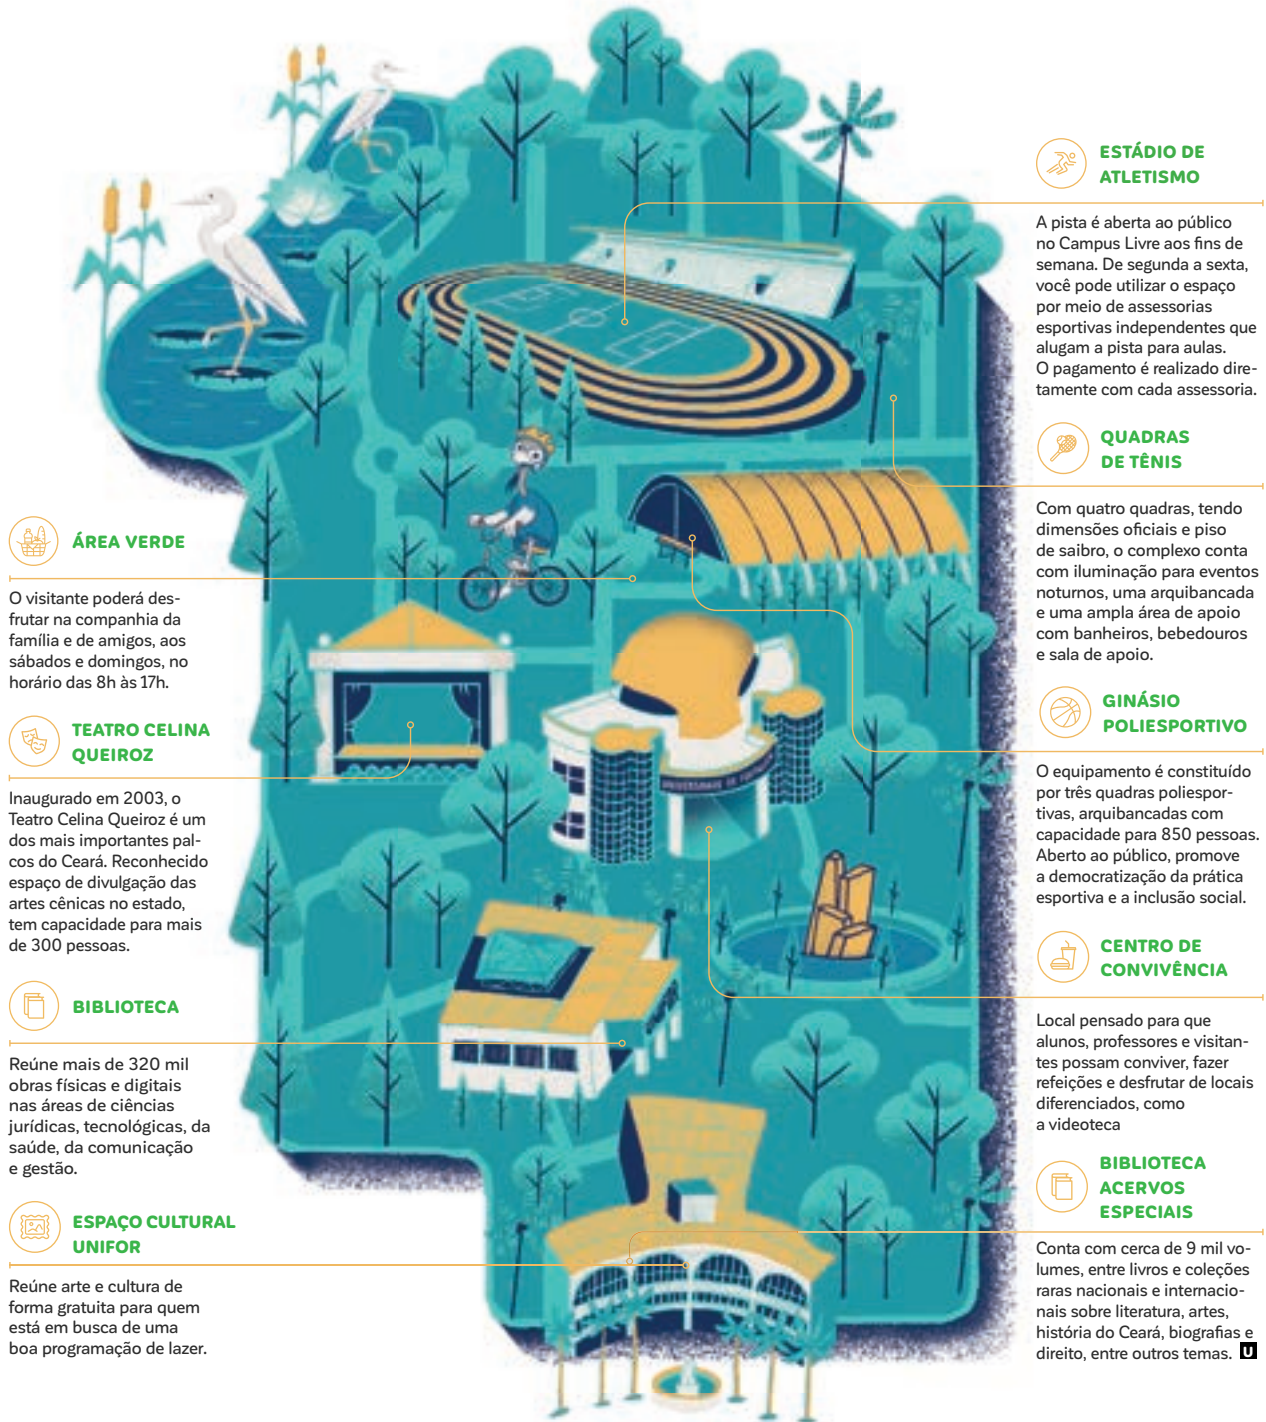 ESTÁDIO DE
ATLETISMO
A pista é aberta ao público
no Campus Livre aos fins de
semana. De segunda a sexta,
você pode utilizar o espaço
por meio de assessorias
esportivas independentes que
alugam a pista para aulas.
O pagamento é realizado dire-
tamente com cada assessoria.
QUADRAS
DE TÊNIS
Com quatro quadras, tendo
dimensões oficiais e piso
de saibro, o complexo conta
com iluminação para eventos
noturnos, uma arquibancada
e uma ampla área de apoio
com banheiros, bebedouros
e sala de apoio.
GINÁSIO
POLIESPORTIVO
O equipamento é constituído
por três quadras poliespor-
tivas, arquibancadas com
capacidade para 850 pessoas.
Aberto ao público, promove
a democratização da prática
esportiva e a inclusão social.
CENTRO DE
CONVIVÊNCIA
Local pensado para que
alunos, professores e visitan-
tes possam conviver, fazer
refeições e desfrutar de locais
diferenciados, como
a videoteca
BIBLIOTECA
ACERVOS
ESPECIAIS
Conta com cerca de 9 mil vo-
lumes, entre livros e coleções
raras nacionais e internacio-
nais sobre literatura, artes,
história do Ceará, biografias e
direito, entre outros temas. U
ÁREA VERDE
O visitante poderá des-
frutar na companhia da
família e de amigos, aos
sábados e domingos, no
horário das 8h às 17h.
TEATRO CELINA
QUEIROZ
Inaugurado em 2003, o
Teatro Celina Queiroz é um
dos mais importantes pal-
cos do Ceará. Reconhecido
espaço de divulgação das
artes cênicas no estado,
tem capacidade para mais
de 300 pessoas.
BIBLIOTECA
Reúne mais de 320 mil
obras físicas e digitais
nas áreas de ciências
jurídicas, tecnológicas, da
saúde, da comunicação
e gestão.
ESPAÇO CULTURAL
UNIFOR
Reúne arte e cultura de
forma gratuita para quem
está em busca de uma
boa programação de lazer.